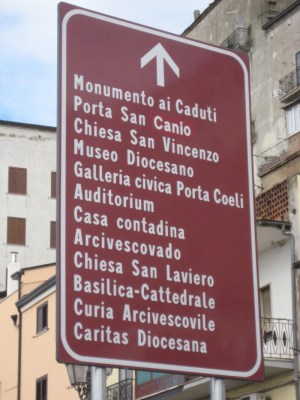 Monumento ai Caduti
Porta San Canio
Chiesa San Vincenzo
Museo Diocesano
Galleria civica Porta Coeli
Auditorium
Casa contadina
Arcivescovado
Chiesa San Laviero
Basilica-Cattedrale
Curia Arcivescovile
Caritas Diocesana